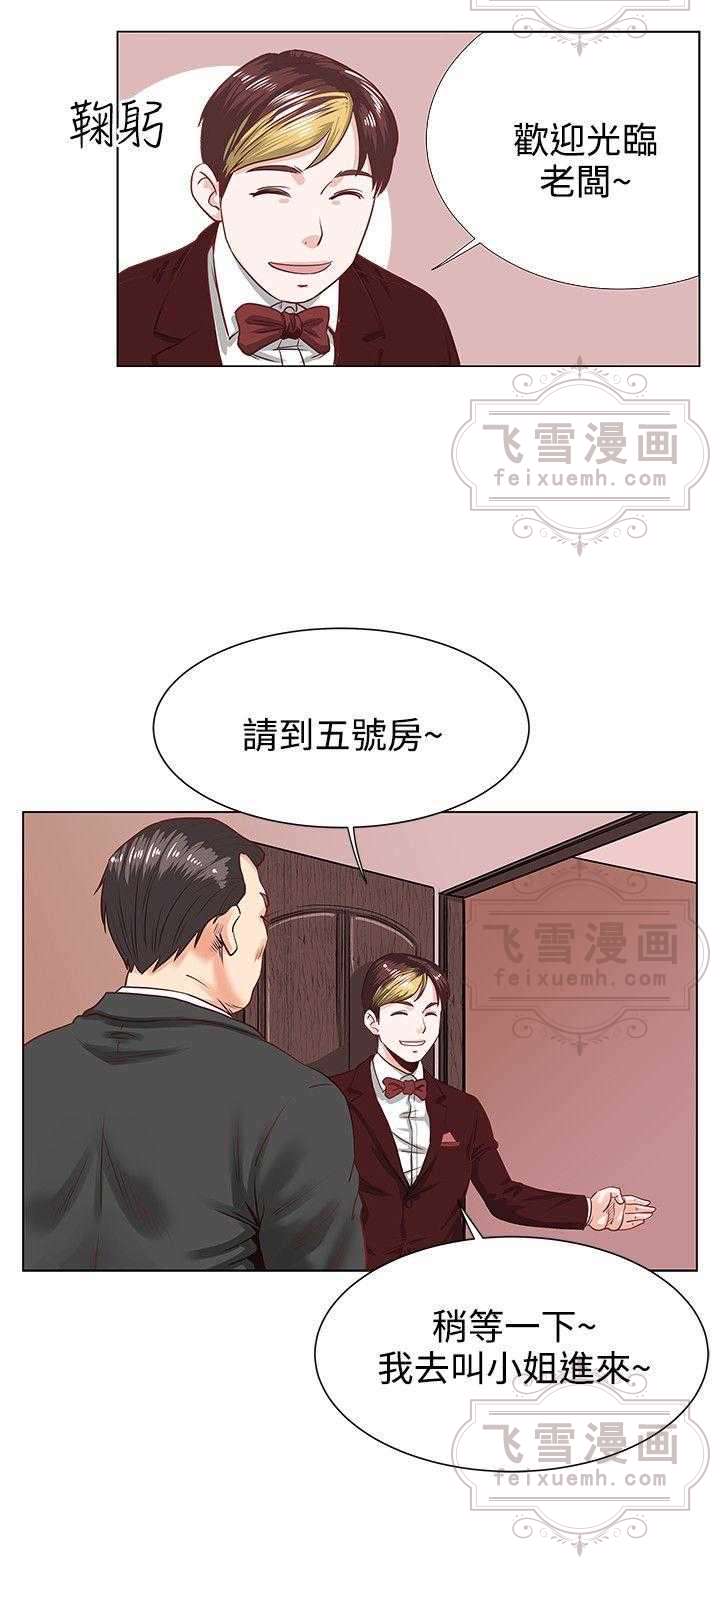 鞠躬
歡迎光臨
老闆~
飞雪漫画
feixuemh.com
請到五號房~
飞雪漫画
feixuemh.com
稍等一下~
我去叫小姐進來~
飞雪漫画
feixuemh.com